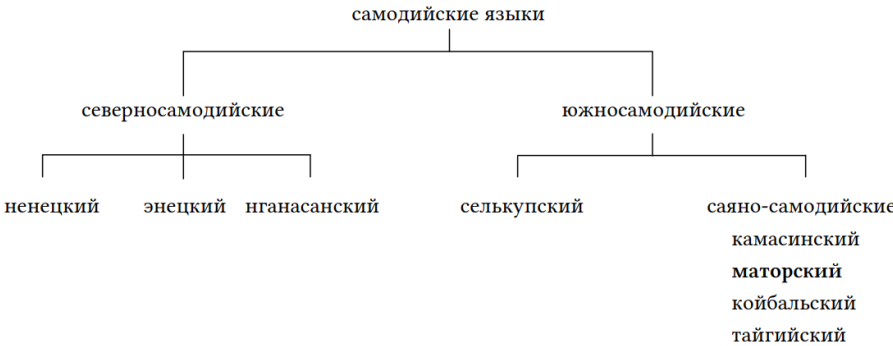 самодийские языки
северносамодийские южносамодийские
ненецкий энецкий нганасанский селькупский саяно-самодийские
камасинский
маторский
койбальский
тайгийский